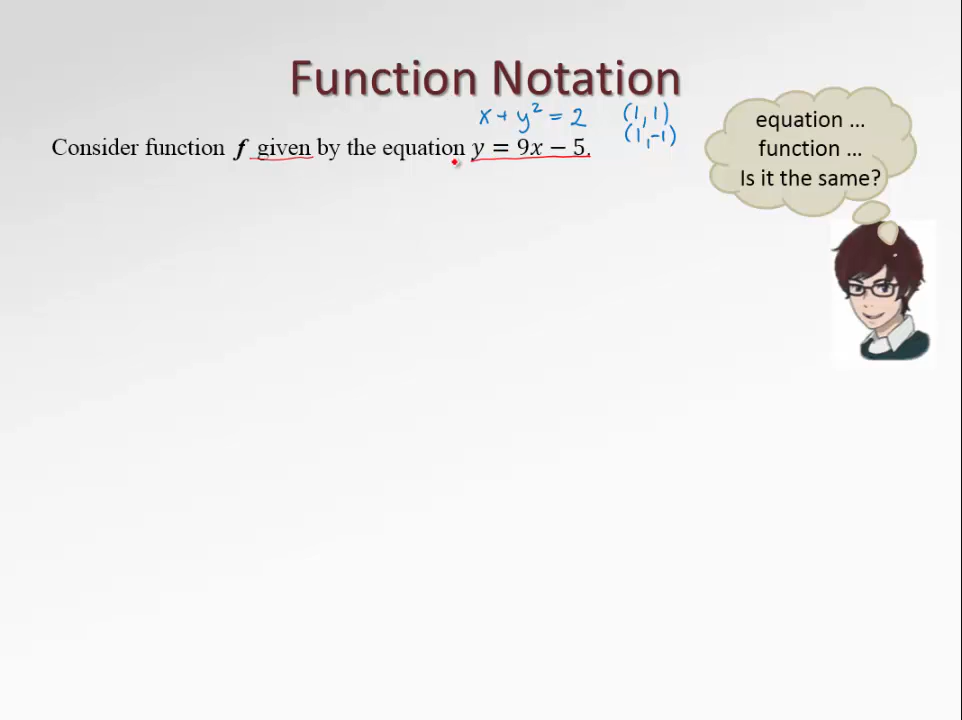 Function Notation
x + y² = 2 (1, 1)
(1, -1)
Consider function f given by the equation y = 9x − 5.
equation ...
function ...
Is it the same?